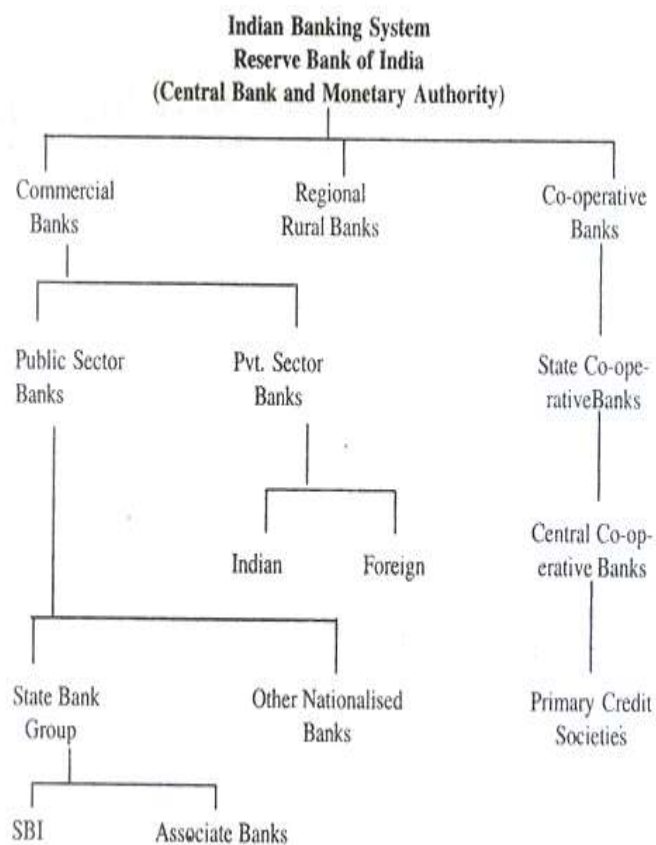 Indian Banking System
Reserve Bank of India
(Central Bank and Monetary Authority)
Commercial
Banks
Regional
Rural Banks
Co-operative
Banks
Public Sector
Banks
Pvt. Sector
Banks
State Co-ope-
rativeBanks
Indian
Foreign
Central Co-op-
erative Banks
State Bank
Group
Other Nationalised
Banks
Primary Credit
Societies
SBI
Associate Banks